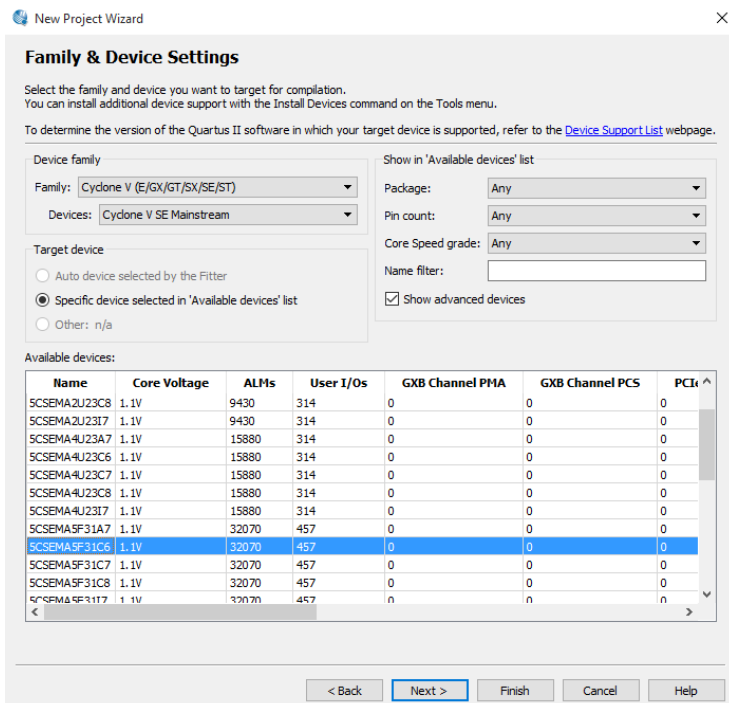 New Project Wizard
Family & Device Settings
Select the family and device you want to target for compilation.
You can install additional device support with the Install Devices command on the Tools menu.
To determine the version of the Quartus II software in which your target device is supported, refer to the Device Support List webpage.
Device family
Family: Cyclone V (E/GX/GT/SX/SE/ST)
Devices: Cyclone V SE Mainstream
Target device
Auto device selected by the Fitter
Specific device selected in 'Available devices' list
Other: n/a
Show in 'Available devices' list
Package: Any
Pin count: Any
Core Speed grade: Any
Name filter:
Show advanced devices
Available devices:
Name Core Voltage ALMs User I/Os GXB Channel PMA GXB Channel PCS PCIe
5CSEMA2U23C8 1.1V 9430 314 0 0 0
5CSEMA2U23I7 1.1V 9430 314 0 0 0
5CSEMA4U23A7 1.1V 15880 314 0 0 0
5CSEMA4U23C6 1.1V 15880 314 0 0 0
5CSEMA4U23C7 1.1V 15880 314 0 0 0
5CSEMA4U23C8 1.1V 15880 314 0 0 0
5CSEMA4U23I7 1.1V 15880 314 0 0 0
5CSEMA5F31A7 1.1V 32070 457 0 0 0
5CSEMA5F31C6 1.1V 32070 457 0 0 0
5CSEMA5F31C7 1.1V 32070 457 0 0 0
5CSEMA5F31C8 1.1V 32070 457 0 0 0
5CSEMA5F31I7 1.1V 32070 457 0 0 0
< Back Next > Finish Cancel Help